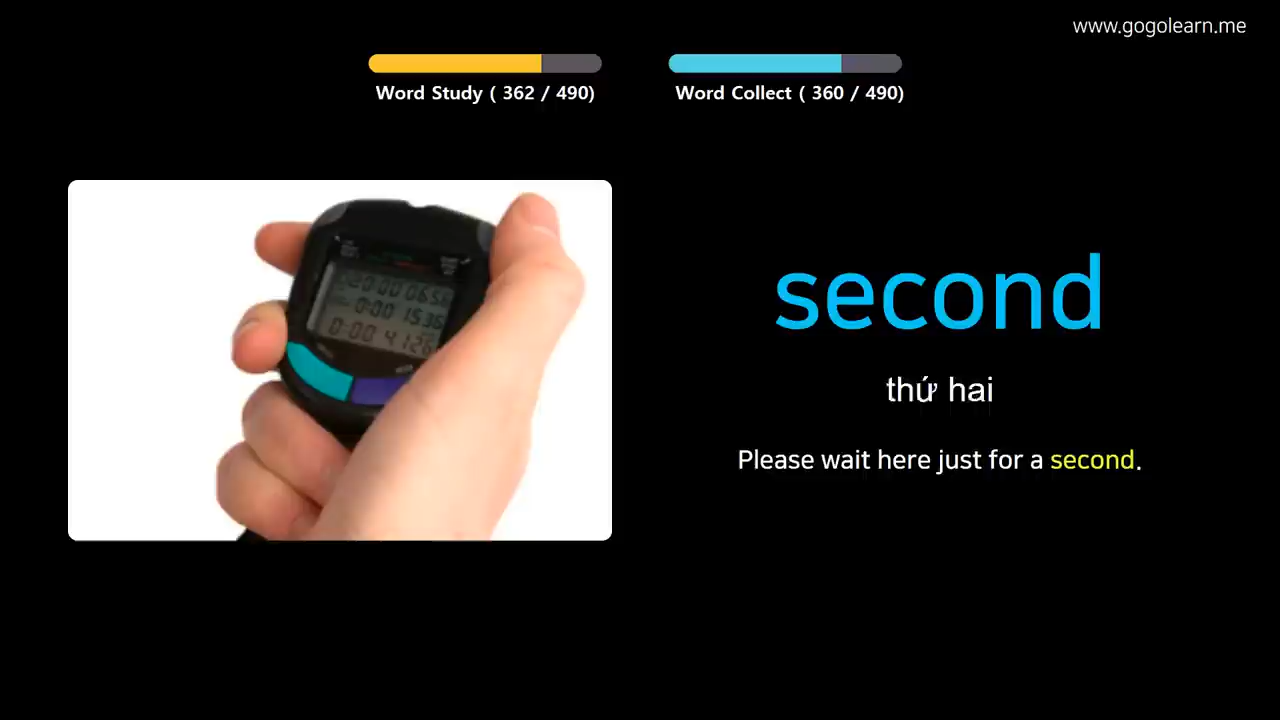 www.gogolearn.me
Word Study ( 362 / 490)
Word Collect ( 360 / 490)
second
thứ hai
Please wait here just for a second.